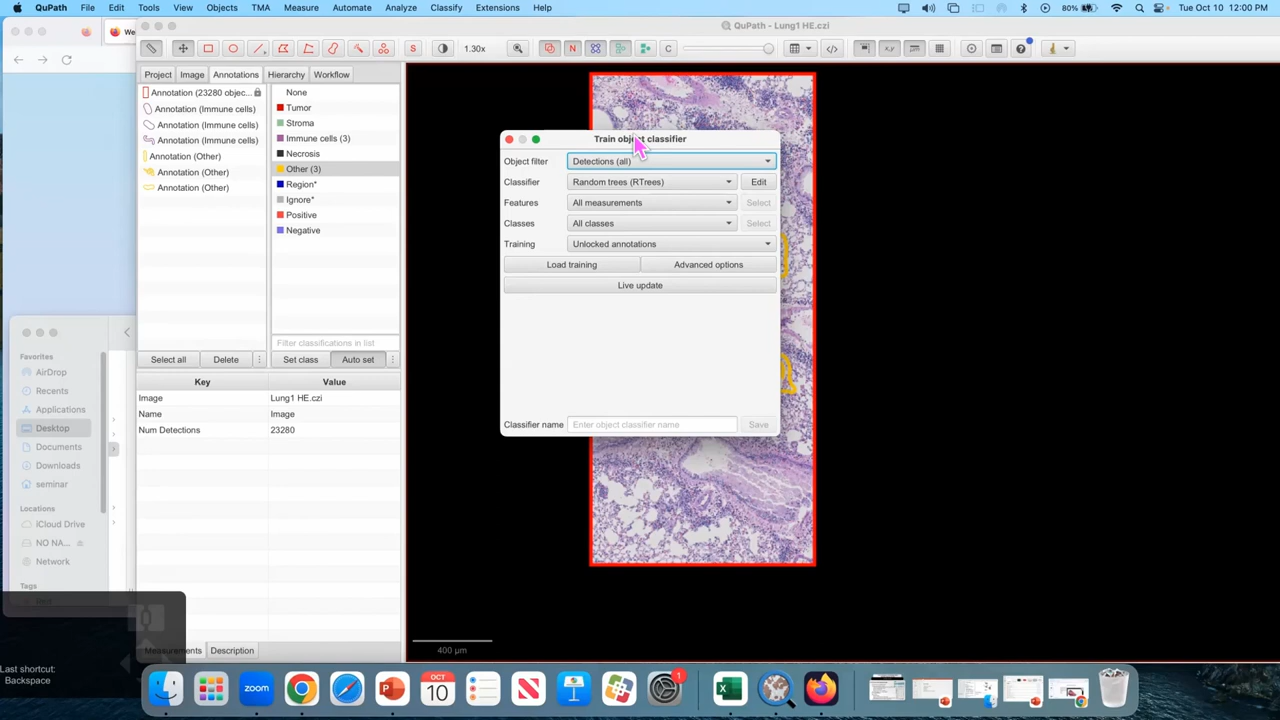 QuPath File Edit Tools View Objects TMA Measure Automate Analyze Classify Extensions Help
80% Tue Oct 10 12:00 PM
We
QuPath - Lung1 HE.czi
S 1.30x N C x,y
Project Image Annotations Hierarchy Workflow
Annotation (23280 objec...
Annotation (Immune cells)
Annotation (Immune cells)
Annotation (Immune cells)
Annotation (Other)
Annotation (Other)
Annotation (Other)
None
Tumor
Stroma
Immune cells (3)
Necrosis
Other (3)
Region*
Ignore*
Positive
Negative
Filter classifications in list
Select all Delete Set class Auto set
Key Value
Image Lung1 HE.czi
Name Image
Num Detections 23280
Measurements Description
Train object classifier
Object filter Detections (all)
Classifier Random trees (RTrees) Edit
Features All measurements Select
Classes All classes Select
Training Unlocked annotations
Load training Advanced options
Live update
Classifier name Enter object classifier name Save
400 µm
Favorites
AirDrop
Recents
Applications
Desktop
Documents
Downloads
seminar
Locations
iCloud Drive
NO NA...
Network
Tags
Last shortcut:
Backspace
zoom
OCT
10
1